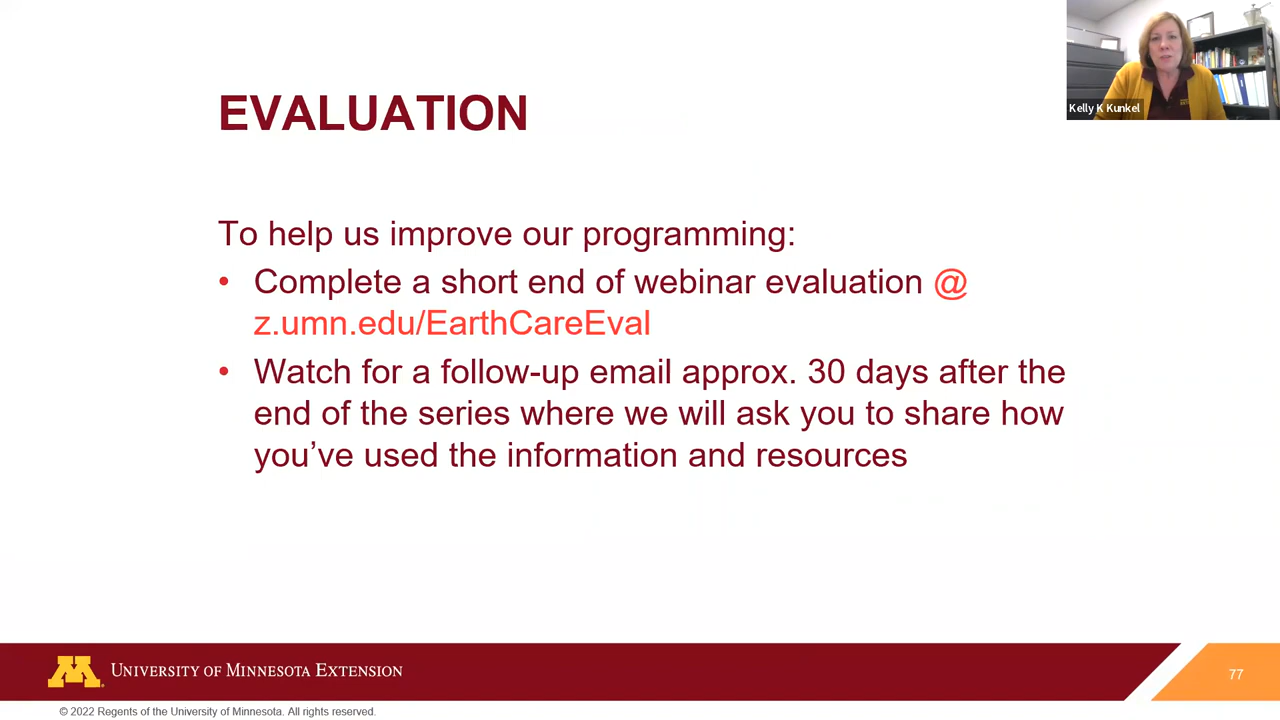 Kelly K Kunkel
EVALUATION
To help us improve our programming:
• Complete a short end of webinar evaluation @
z.umn.edu/EarthCareEval
• Watch for a follow-up email approx. 30 days after the
end of the series where we will ask you to share how
you’ve used the information and resources
M UNIVERSITY OF MINNESOTA EXTENSION
77
© 2022 Regents of the University of Minnesota. All rights reserved.